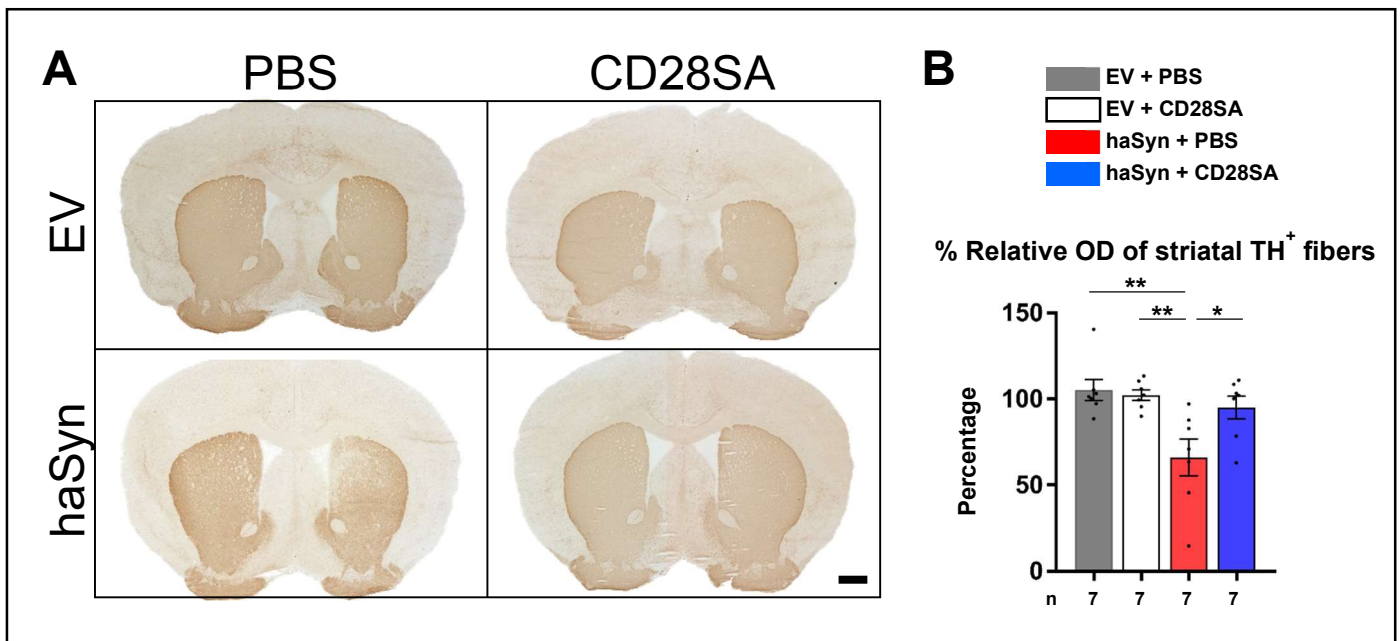 A
PBS
CD28SA
EV
haSyn
B
EV + PBS
EV + CD28SA
haSyn + PBS
haSyn + CD28SA
% Relative OD of striatal TH+ fibers
**
** *
150
100
50
0
Percentage
n 7 7 7 7